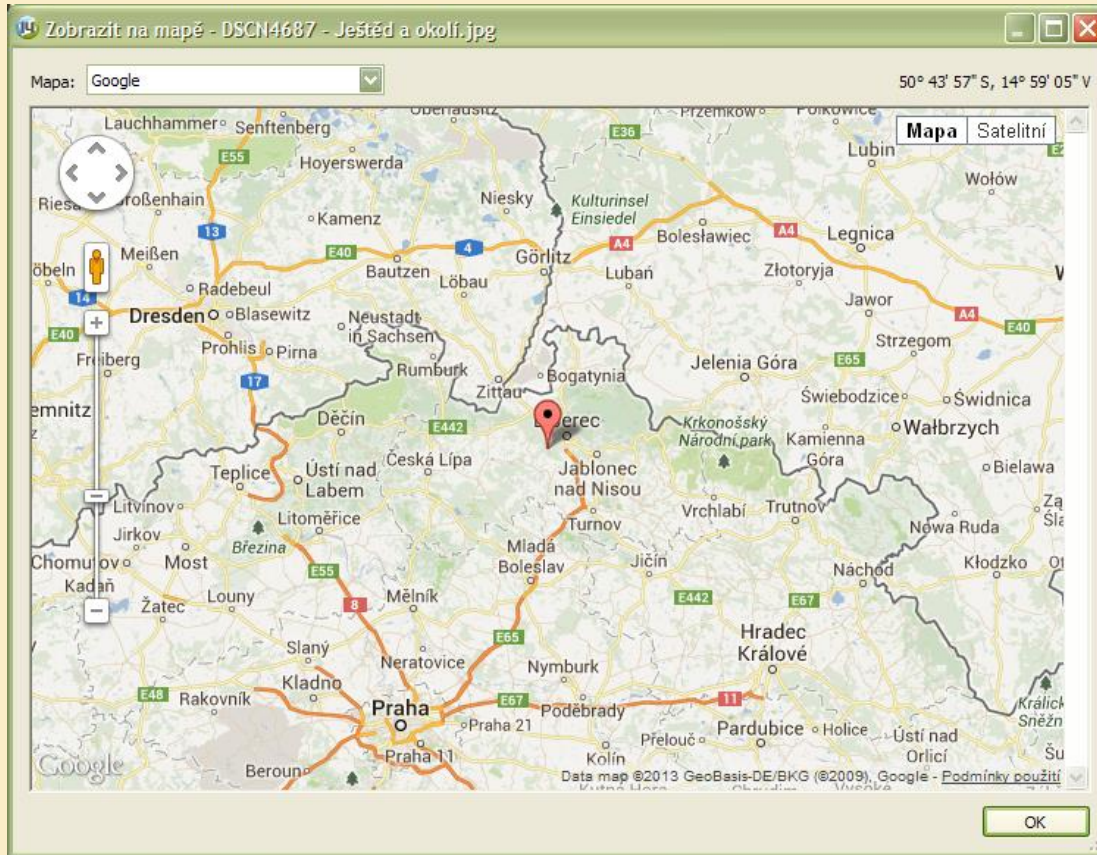 Zobrazit na mapě - DSCN4687 - Ještěd a okolí.jpg
Mapa: Google
50° 43' 57" S, 14° 59' 05" V
Mapa Satelitní
Lauchhammer
Senftenberg
E36
E55
Hoyerswerda
Lubin
Wołów
Niesky
Kulturinsel
Einsiedel
Kamenz
13
A4
Bolesławiec
Legnica
Meißen
E40
4
Görlitz
Bautzen
Löbau
Lubań
Złotoryja
Radebeul
14
Jawor
Dresden
Blasewitz
Neustadt
in Sachsen
A4
E40
E40
Strzegom
Freiberg
Prohlis
Pirna
Rumburk
Jelenia Góra
E65
17
Zittau
Bogatynia
Świebodzice
Świdnica
Děčín
E442
Krkonošský
Národní park
Kamienna
Góra
Wałbrzych
Teplice
Ústí nad
Labem
Česká Lípa
Jablonec
nad Nisou
Bielawa
Litvínov
Litoměřice
Vrchlabí
Trutnov
Turnov
Nowa Ruda
Jirkov
Březina
Most
Mladá
Boleslav
Jičín
Kłodzko
Chomutov
Kadaň
E55
Náchod
Žatec
Louny
8
Mělník
E442
E67
E65
Hradec
Králové
Slaný
Neratovice
Nymburk
Kladno
E48
Rakovník
Praha
E67
Poděbrady
11
Praha 21
Pardubice
Holice
Ústí nad
Orlicí
Praha 11
Přelouč
Kolín
Google
Beroun
Data map ©2013 GeoBasis-DE/BKG (©2009), Google - Podmínky použití
OK